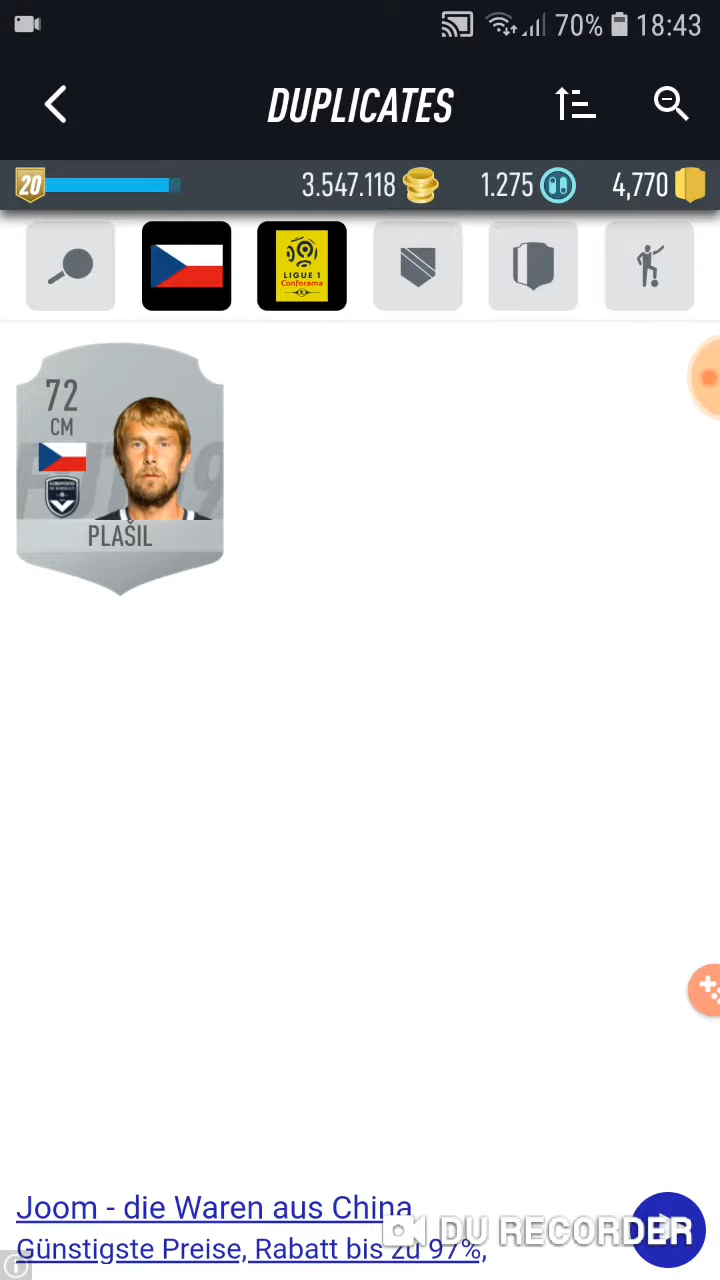 70% 18:43
DUPLICATES
20 3.547.118 1.275 4,770
LIGUE 1
Conforama
72
CM
PLAŠIL
Joom - die Waren aus China
DU RECORDER
Günstigste Preise, Rabatt bis zu 97%,